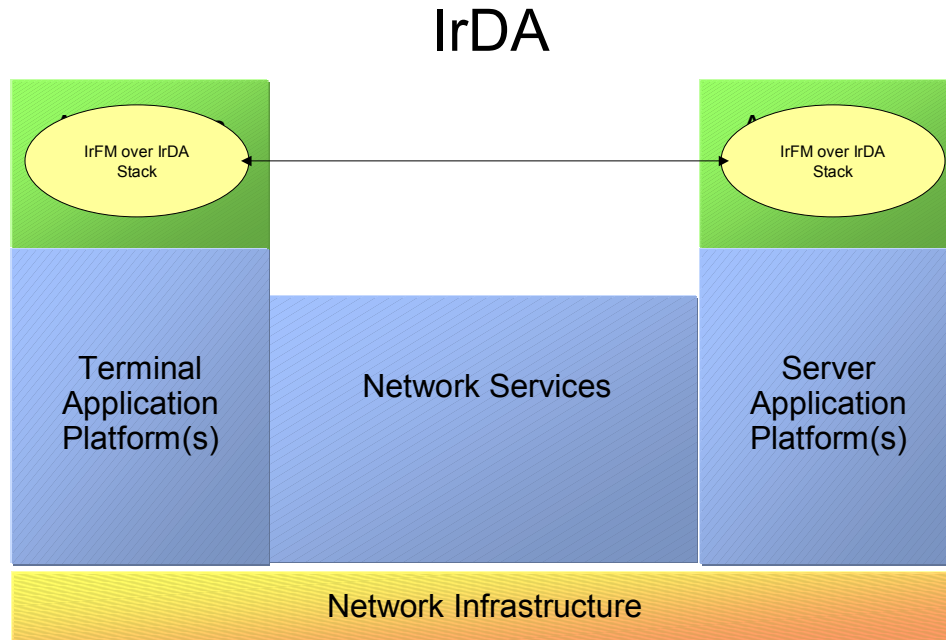 IrDA
IrFM over IrDA
Stack
IrFM over IrDA
Stack
Terminal
Application
Platform(s)
Network Services
Server
Application
Platform(s)
Network Infrastructure